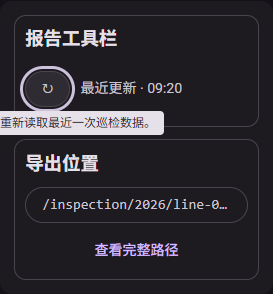 报告工具栏
↻ 最近更新 · 09:20
重新读取最近一次巡检数据。
导出位置
/inspection/2026/line-0…
查看完整路径